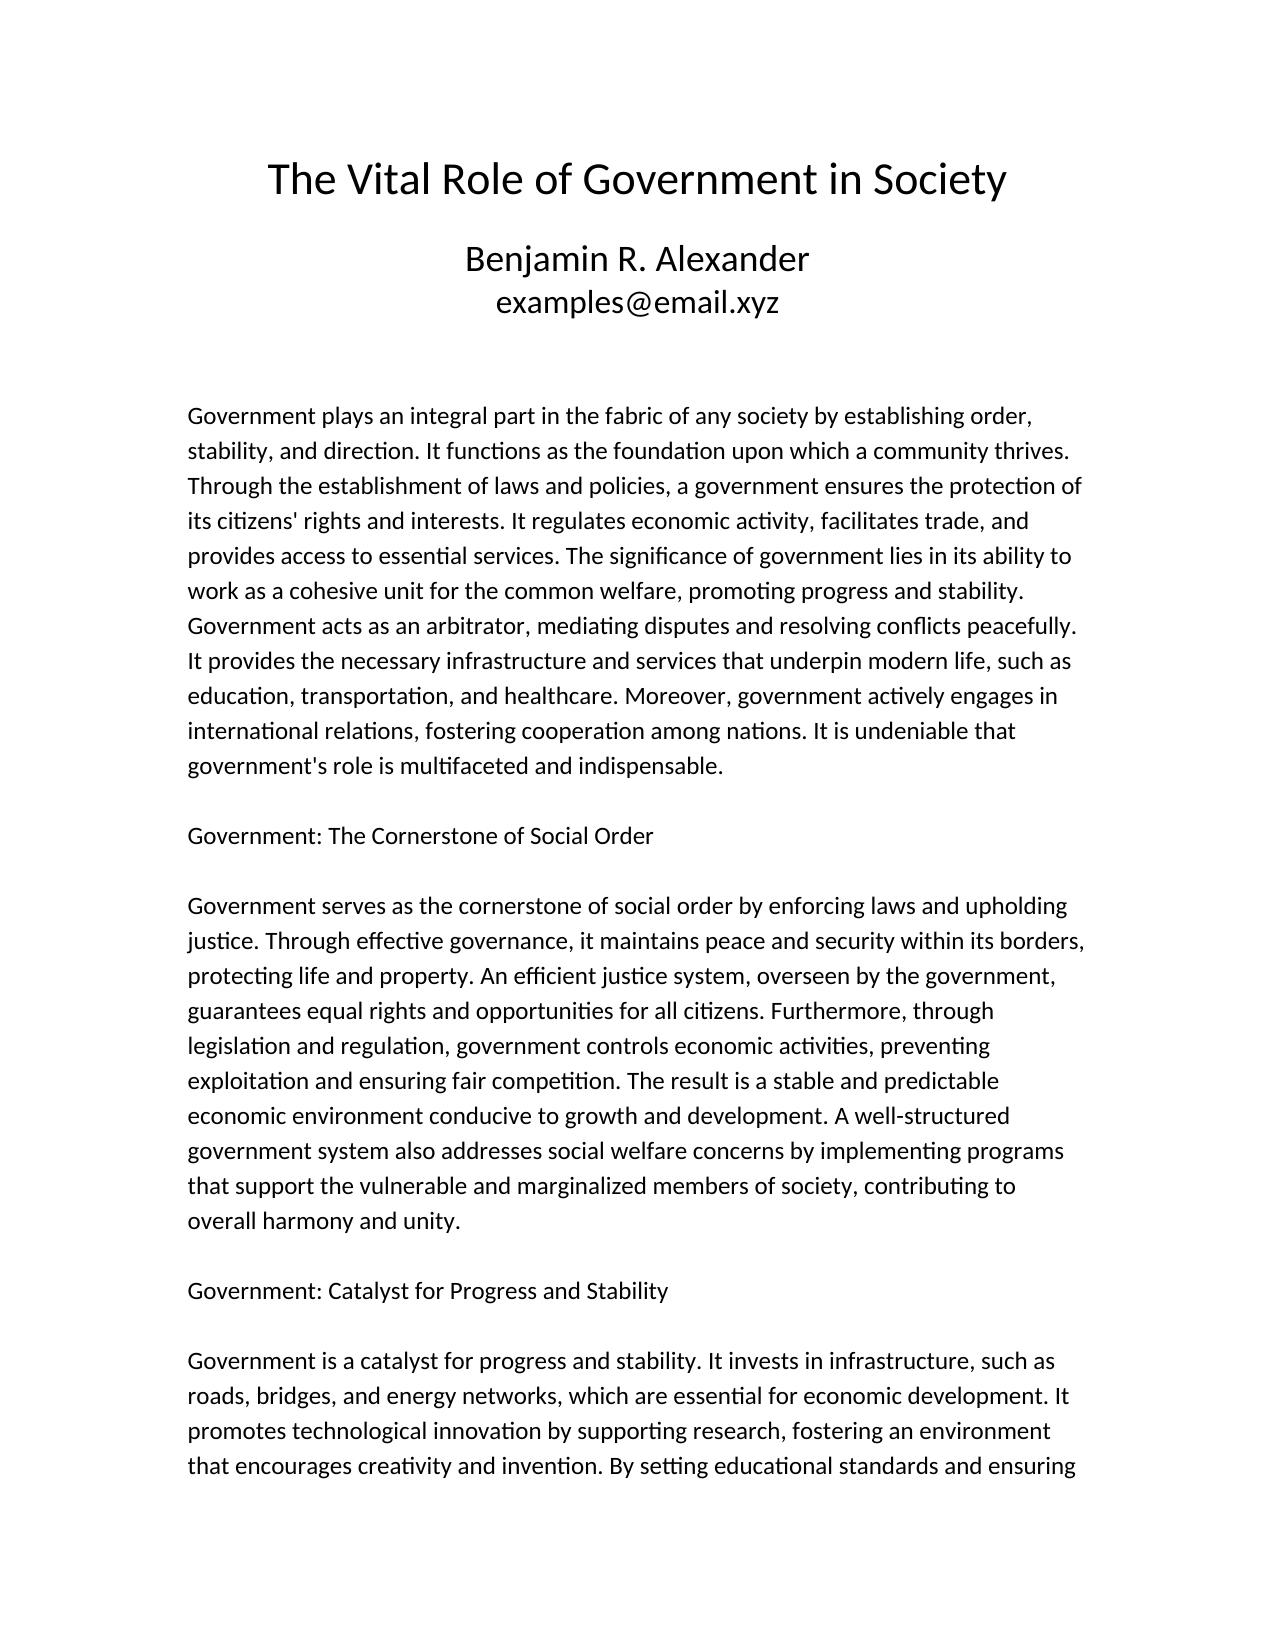 The Vital Role of Government in Society
Benjamin R. Alexander
examples@email.xyz
Government plays an integral part in the fabric of any society by establishing order,
stability, and direction. It functions as the foundation upon which a community thrives.
Through the establishment of laws and policies, a government ensures the protection of
its citizens' rights and interests. It regulates economic activity, facilitates trade, and
provides access to essential services. The significance of government lies in its ability to
work as a cohesive unit for the common welfare, promoting progress and stability.
Government acts as an arbitrator, mediating disputes and resolving conflicts peacefully.
It provides the necessary infrastructure and services that underpin modern life, such as
education, transportation, and healthcare. Moreover, government actively engages in
international relations, fostering cooperation among nations. It is undeniable that
government's role is multifaceted and indispensable.
Government: The Cornerstone of Social Order
Government serves as the cornerstone of social order by enforcing laws and upholding
justice. Through effective governance, it maintains peace and security within its borders,
protecting life and property. An efficient justice system, overseen by the government,
guarantees equal rights and opportunities for all citizens. Furthermore, through
legislation and regulation, government controls economic activities, preventing
exploitation and ensuring fair competition. The result is a stable and predictable
economic environment conducive to growth and development. A well-structured
government system also addresses social welfare concerns by implementing programs
that support the vulnerable and marginalized members of society, contributing to
overall harmony and unity.
Government: Catalyst for Progress and Stability
Government is a catalyst for progress and stability. It invests in infrastructure, such as
roads, bridges, and energy networks, which are essential for economic development. It
promotes technological innovation by supporting research, fostering an environment
that encourages creativity and invention. By setting educational standards and ensuring